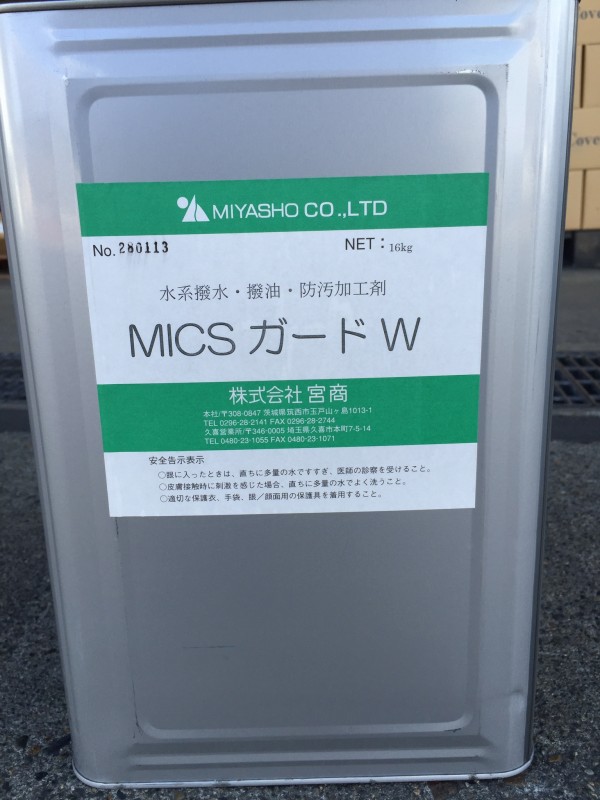 MIYASHO CO.,LTD
No. 280113 NET：16kg
水系撥水・撥油・防汚加工剤
MICS ガード W
株式会社 宮商
本社/〒308-0847 茨城県筑西市玉戸山ヶ島1013-1
TEL 0296-28-2141 FAX 0296-28-2744
久喜営業所/〒346-0005 埼玉県久喜市本町7-5-14
TEL 0480-23-1055 FAX 0480-23-1071
安全告示表示
○眼に入ったときは、直ちに多量の水ですすぎ、医師の診察を受けること。
○皮膚接触時に刺激を感じた場合、直ちに多量の水でよく洗うこと。
○適切な保護衣、手袋、眼／顔面用の保護具を着用すること。